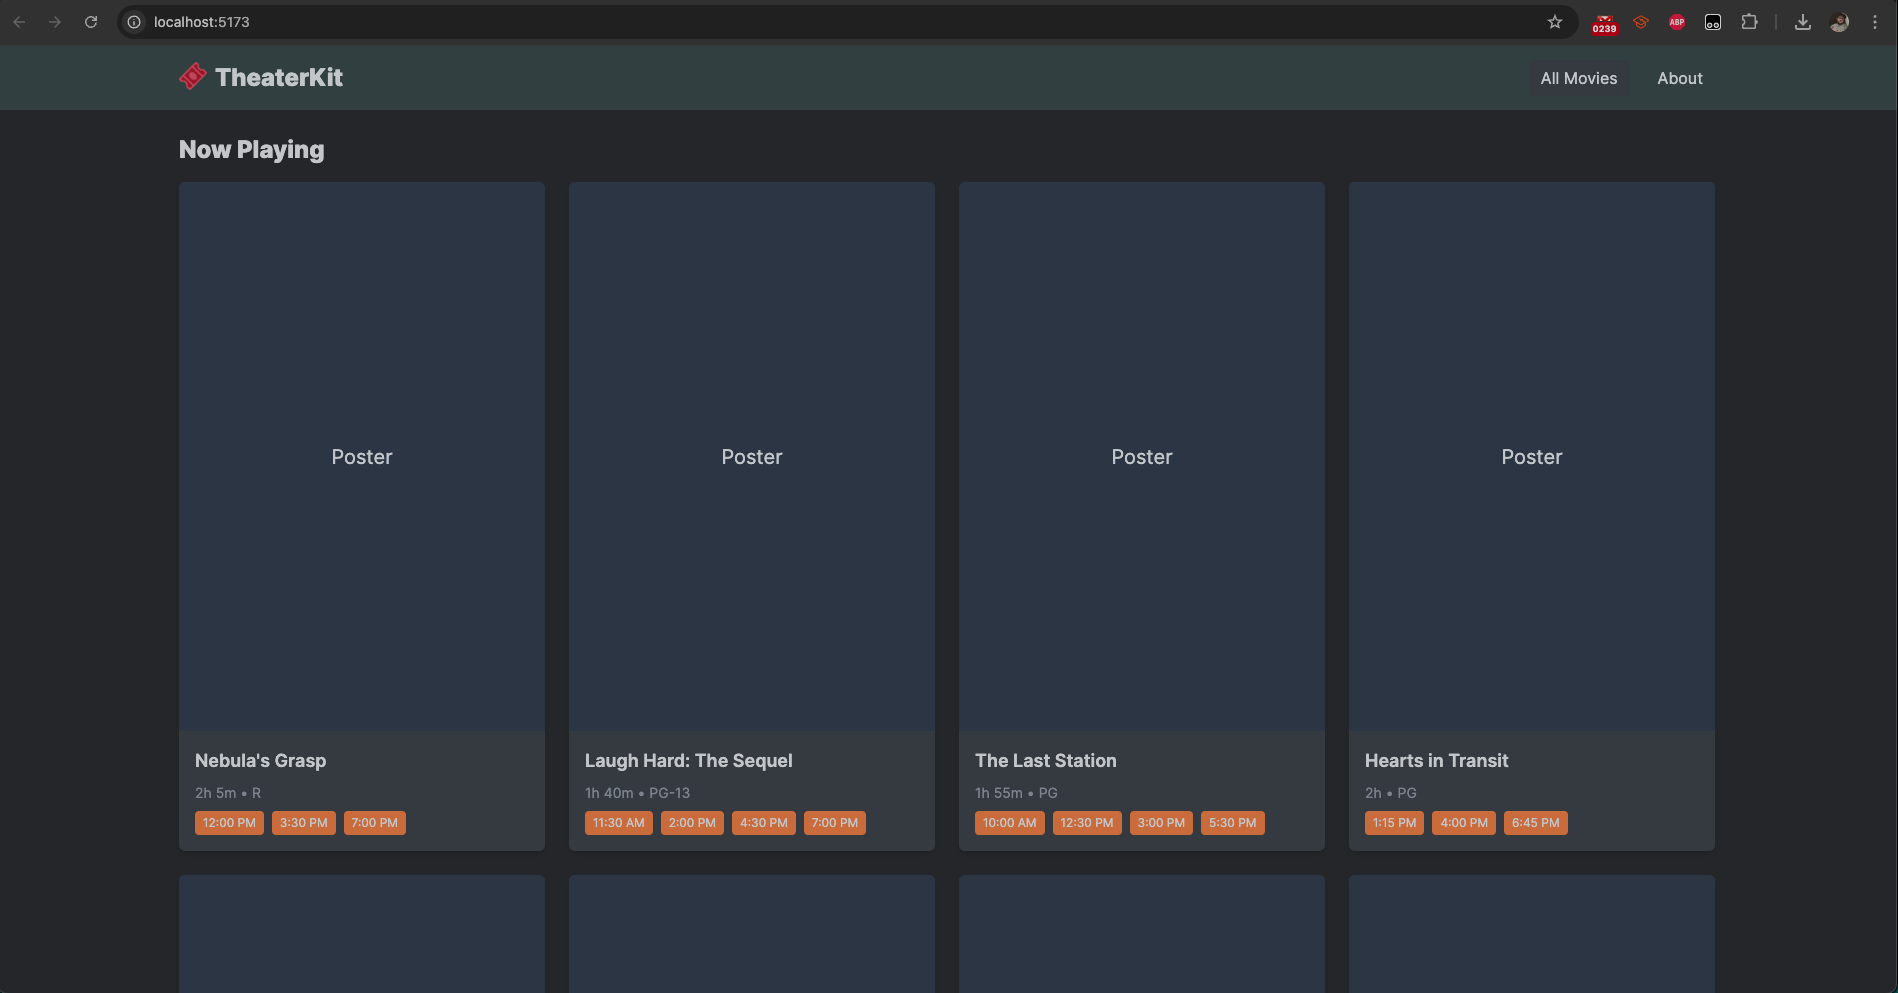 localhost:5173
0239
ABP
TheaterKit
All Movies
About
Now Playing
Poster
Poster
Poster
Poster
Nebula's Grasp
2h 5m • R
12:00 PM 3:30 PM 7:00 PM
Laugh Hard: The Sequel
1h 40m • PG-13
11:30 AM 2:00 PM 4:30 PM 7:00 PM
The Last Station
1h 55m • PG
10:00 AM 12:30 PM 3:00 PM 5:30 PM
Hearts in Transit
2h • PG
1:15 PM 4:00 PM 6:45 PM